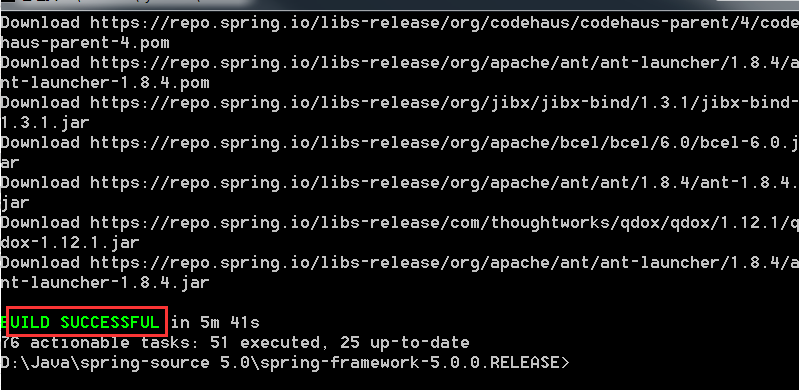 Download https://repo.spring.io/libs-release/org/codehaus/codehaus-parent/4/code
haus-parent-4.pom
Download https://repo.spring.io/libs-release/org/apache/ant/ant-launcher/1.8.4/a
nt-launcher-1.8.4.pom
Download https://repo.spring.io/libs-release/org/jibx/jibx-bind/1.3.1/jibx-bind-
1.3.1.jar
Download https://repo.spring.io/libs-release/org/apache/bcel/bcel/6.0/bcel-6.0.j
ar
Download https://repo.spring.io/libs-release/org/apache/ant/ant/1.8.4/ant-1.8.4.
jar
Download https://repo.spring.io/libs-release/com/thoughtworks/qdox/qdox/1.12.1/q
dox-1.12.1.jar
Download https://repo.spring.io/libs-release/org/apache/ant/ant-launcher/1.8.4/a
nt-launcher-1.8.4.jar
BUILD SUCCESSFUL in 5m 41s
76 actionable tasks: 51 executed, 25 up-to-date
D:\Java\spring-source 5.0\spring-framework-5.0.0.RELEASE>